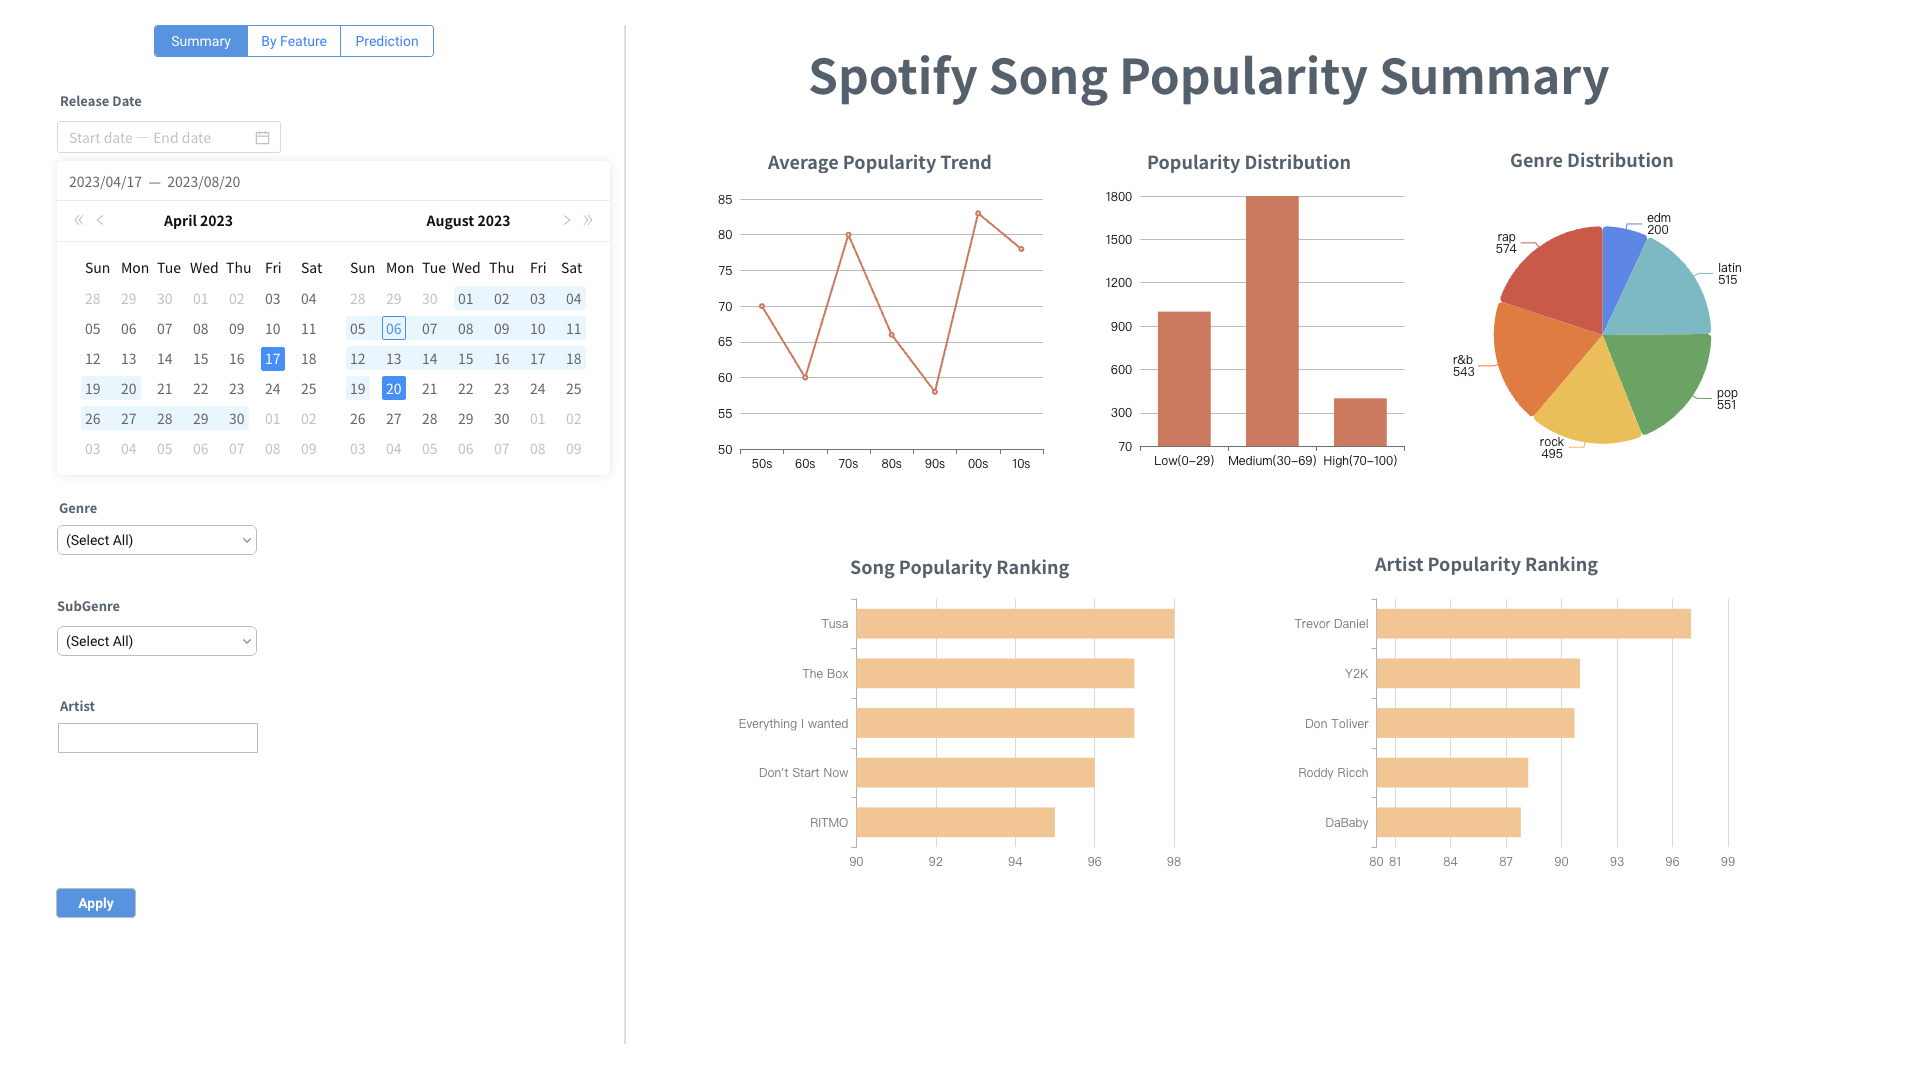 Summary By Feature Prediction
Release Date
Start date — End date
2023/04/17 — 2023/08/20
« < April 2023 August 2023 > »
Sun Mon Tue Wed Thu Fri Sat Sun Mon Tue Wed Thu Fri Sat
28 29 30 01 02 03 04 28 29 30 01 02 03 04
05 06 07 08 09 10 11 05 06 07 08 09 10 11
12 13 14 15 16 17 18 12 13 14 15 16 17 18
19 20 21 22 23 24 25 19 20 21 22 23 24 25
26 27 28 29 30 01 02 26 27 28 29 30 01 02
03 04 05 06 07 08 09 03 04 05 06 07 08 09
Genre
(Select All)
SubGenre
(Select All)
Artist
Apply
Spotify Song Popularity Summary
Average Popularity Trend
85
80
75
70
65
60
55
50
50s 60s 70s 80s 90s 00s 10s
Popularity Distribution
1800
1500
1200
900
600
300
70
Low(0–29) Medium(30–69) High(70–100)
Genre Distribution
edm
200
rap
574
latin
515
r&b
543
pop
551
rock
495
Song Popularity Ranking
Tusa
The Box
Everything I wanted
Don't Start Now
RITMO
90 92 94 96 98
Artist Popularity Ranking
Trevor Daniel
Y2K
Don Toliver
Roddy Ricch
DaBaby
80 81 84 87 90 93 96 99